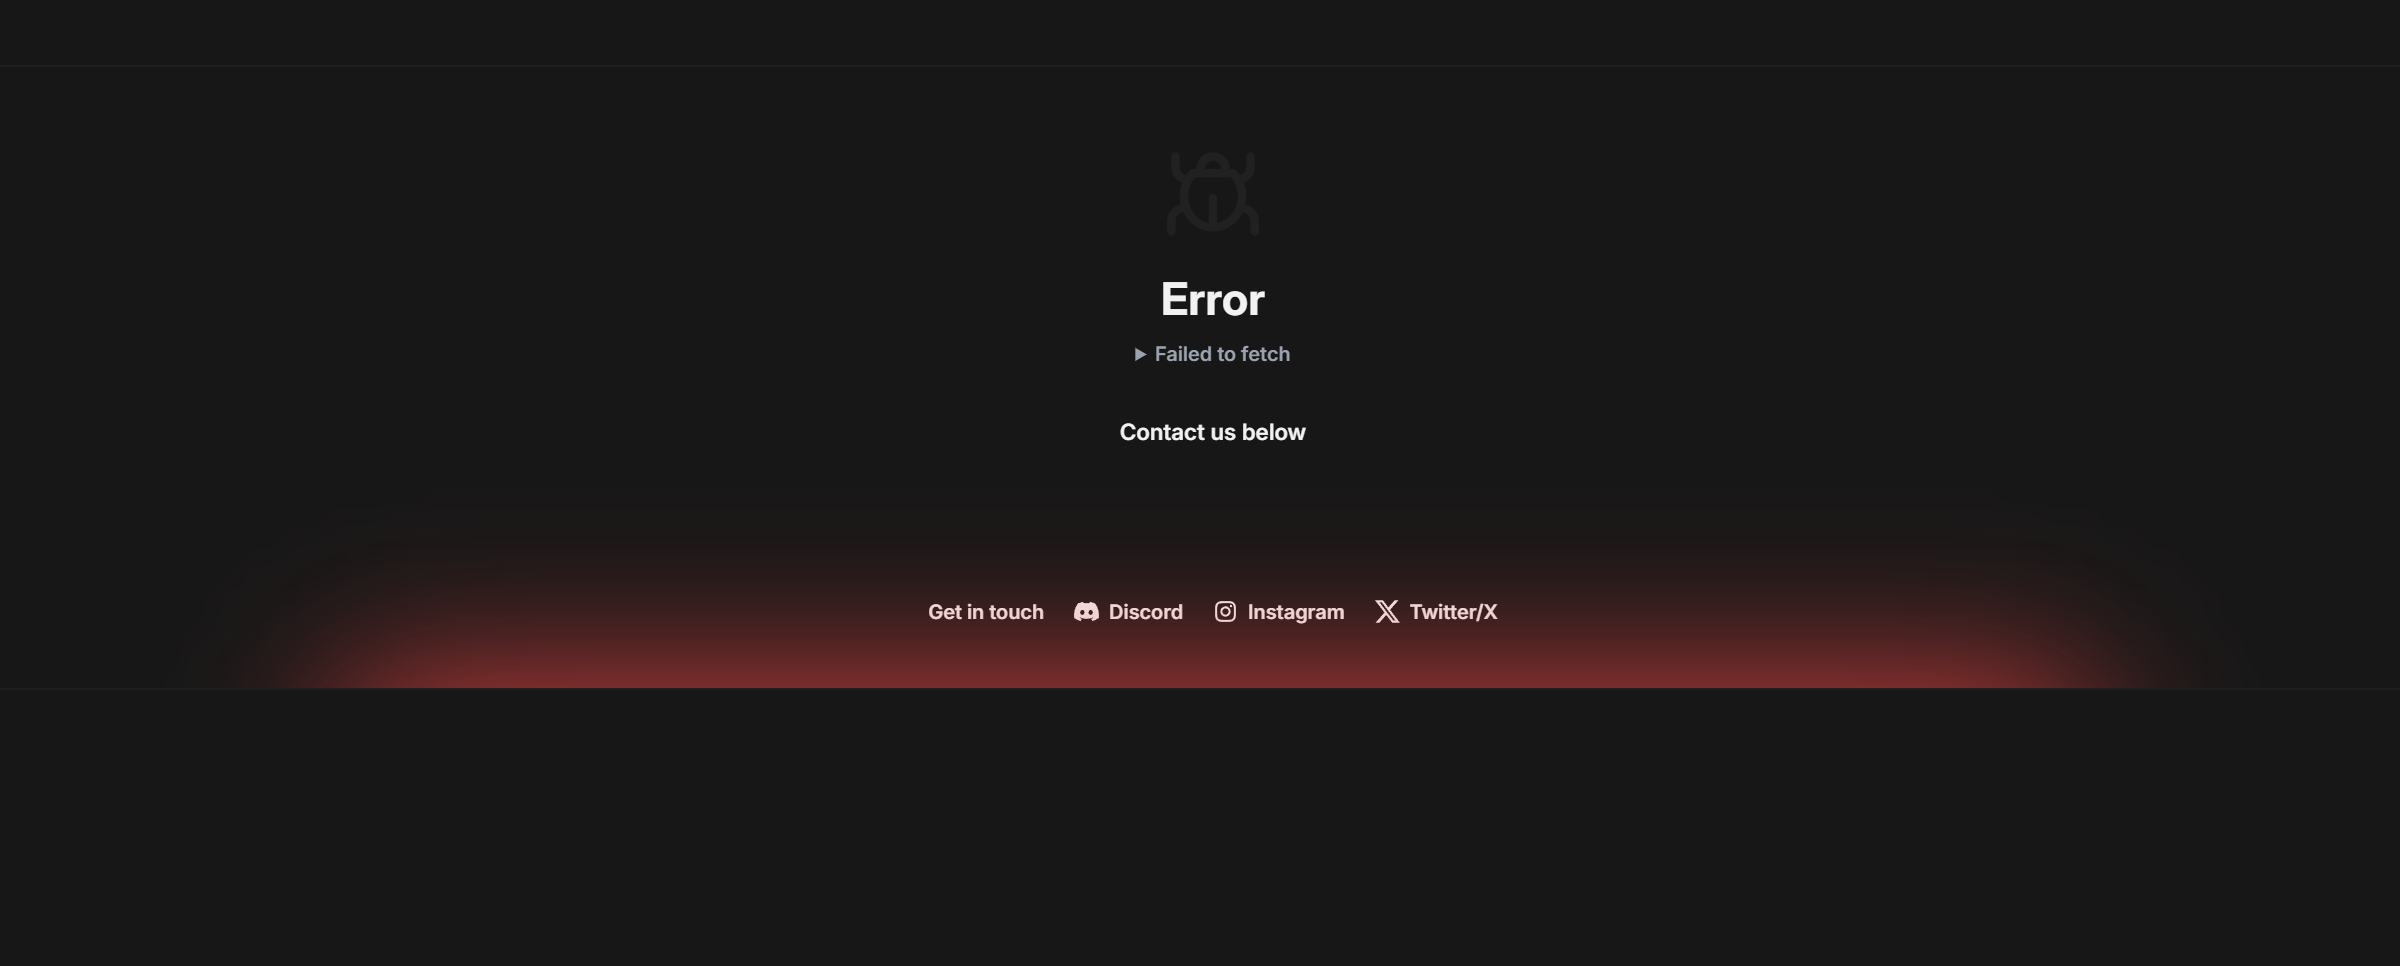 Error
Failed to fetch
Contact us below
Get in touch Discord Instagram Twitter/X